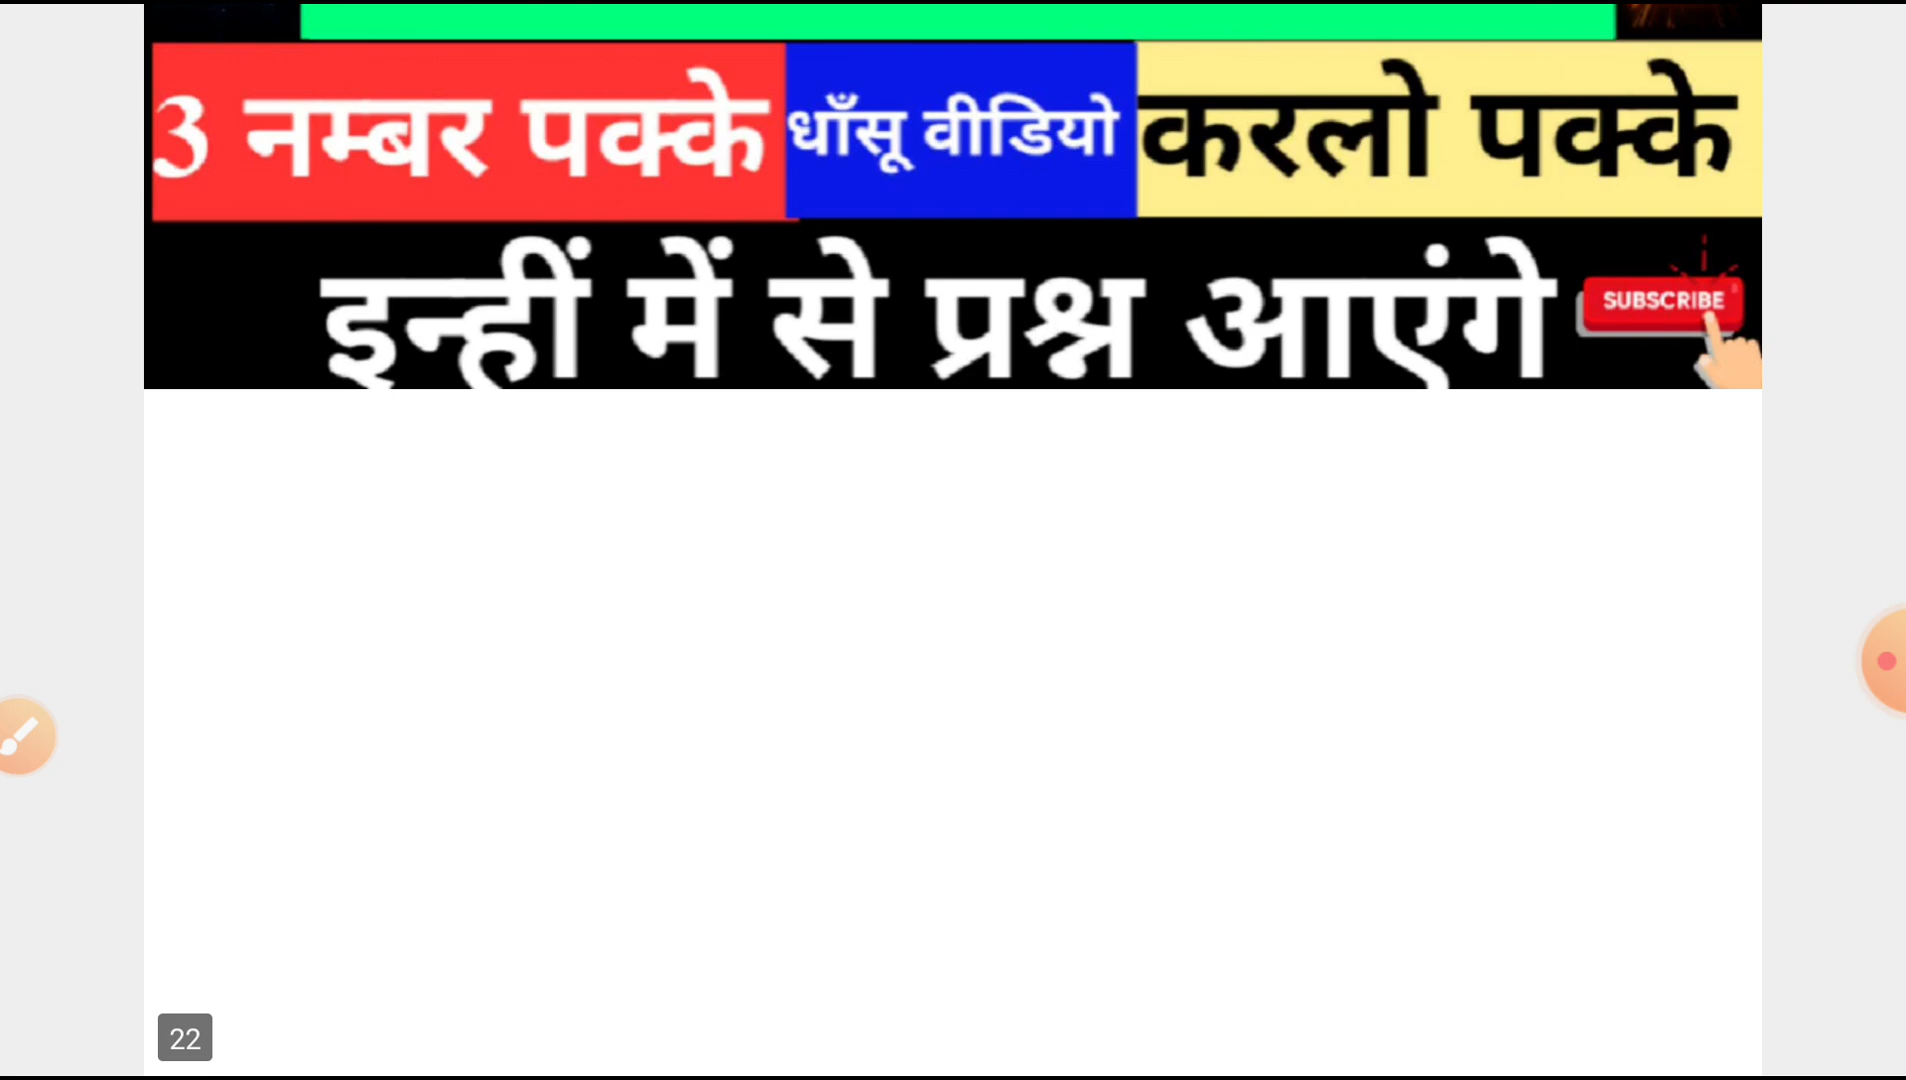 3 नम्बर पक्के धाँसू वीडियो करलो पक्के
इन्हीं में से प्रश्न आएंगे SUBSCRIBE
22